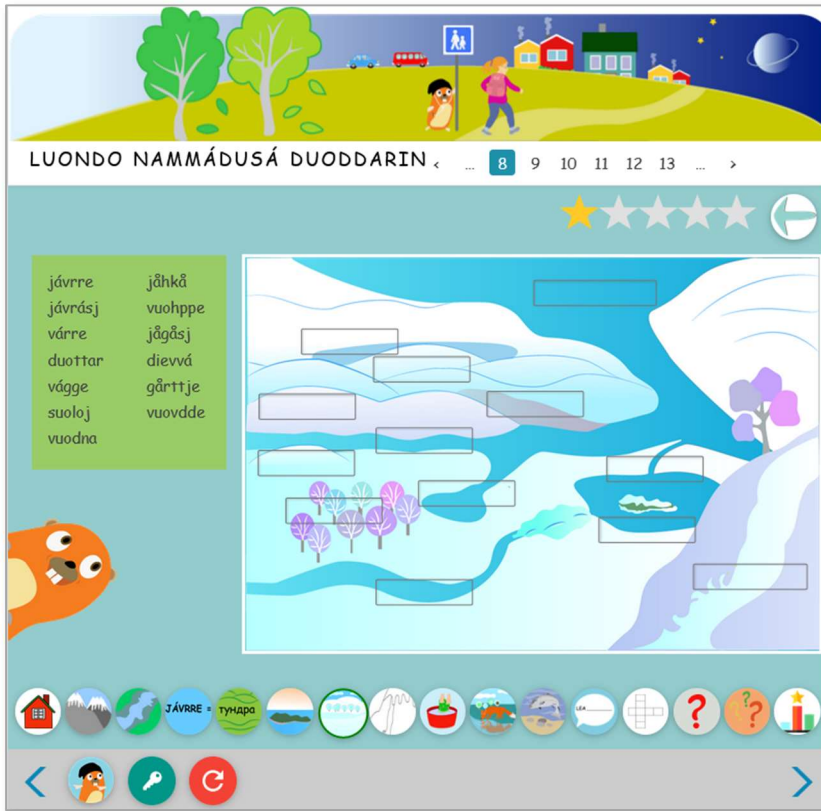 LUONDO NAMMÁDUSÁ DUODDARIN ‹ ... 8 9 10 11 12 13 ... ›
jávrre jåhkå
jávrásj vuohppe
várre jågåsj
duottar dievvá
vágge gårttje
suoloj vuovdde
vuodna
JÁVRRE = ТУНДРА LEA ? ??